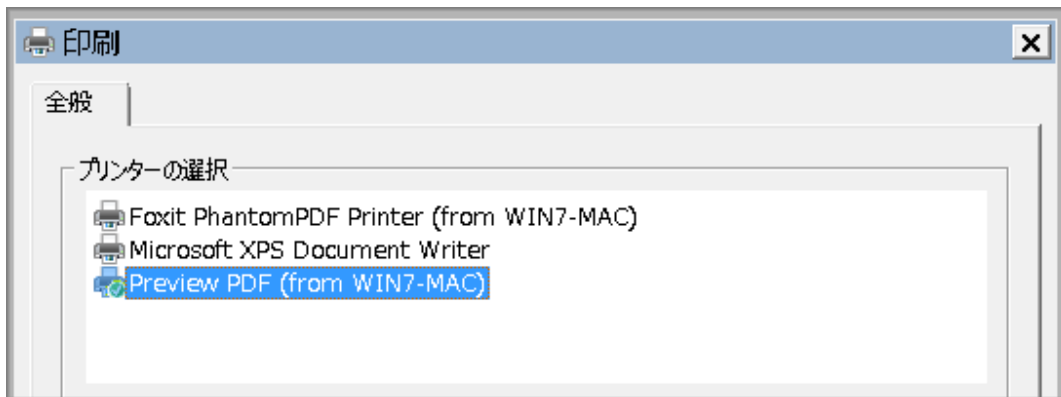 印刷
全般
プリンターの選択
Foxit PhantomPDF Printer (from WIN7-MAC)
Microsoft XPS Document Writer
Preview PDF (from WIN7-MAC)